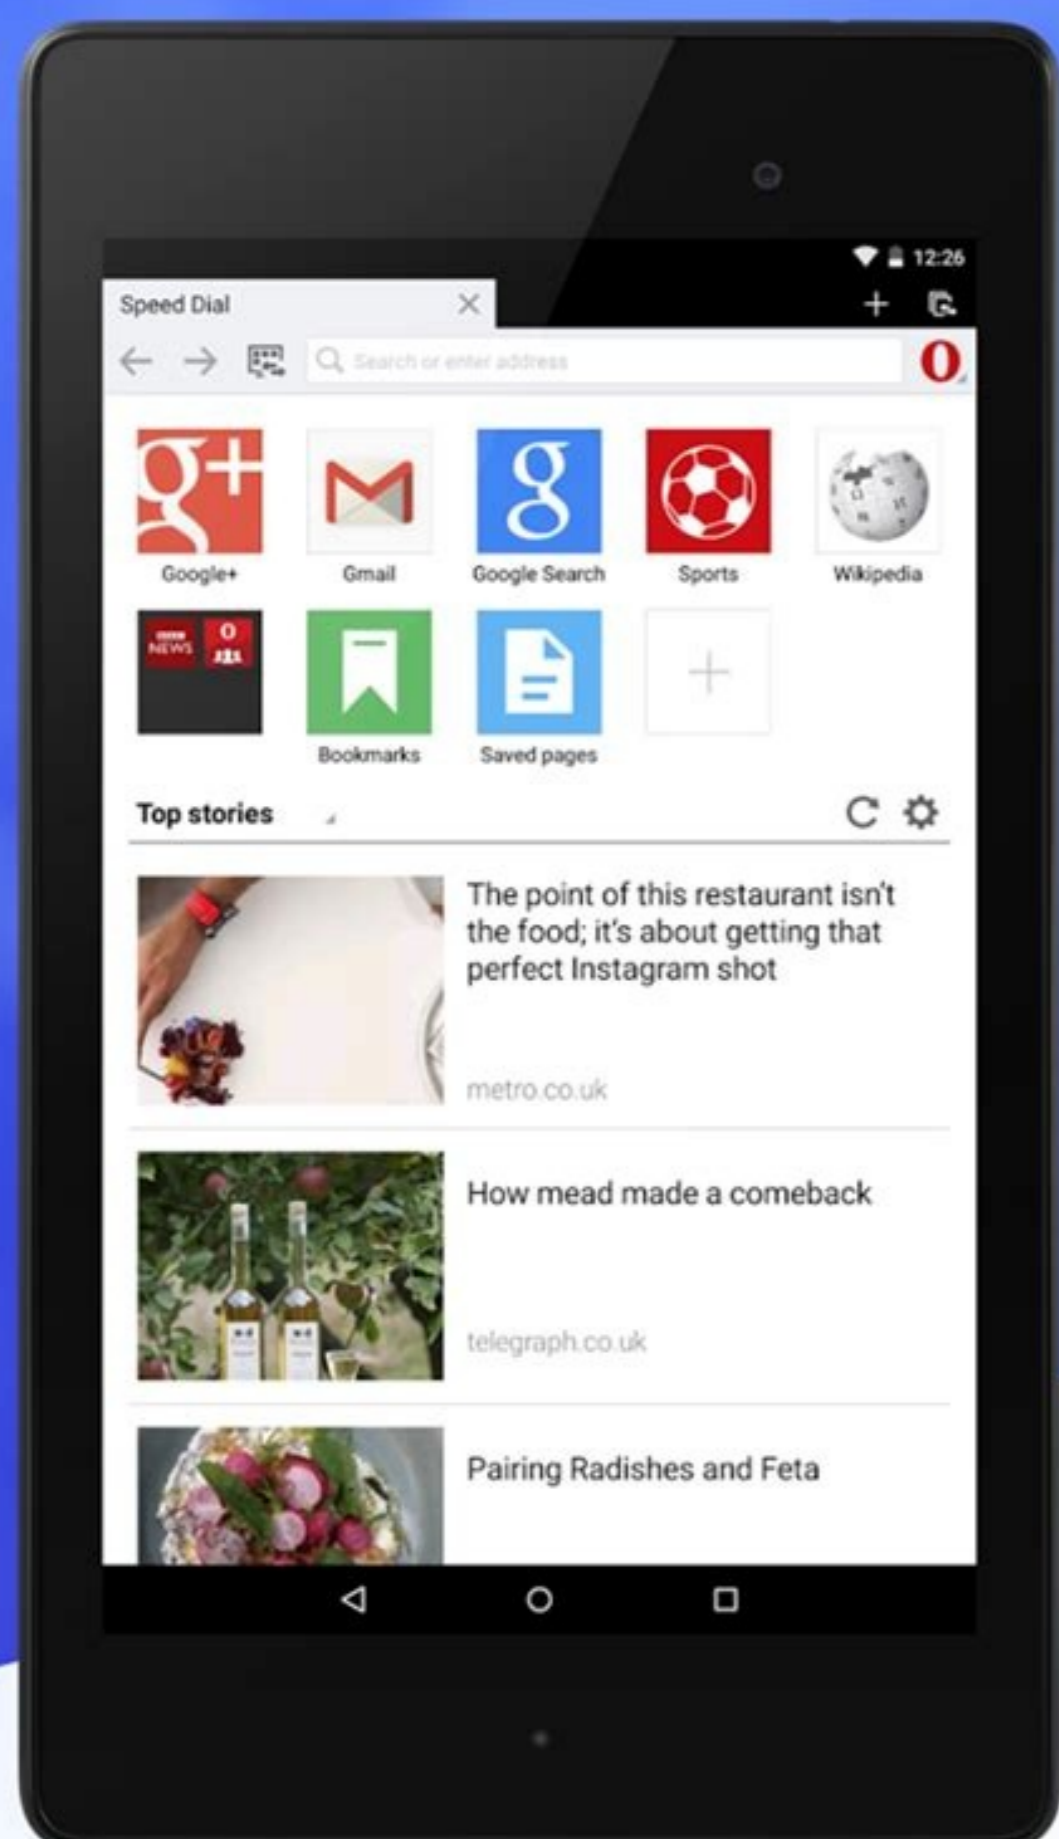 12:26
Speed Dial
Search or enter address
g+
g
Google+
Gmail
Google Search
Sports
Wikipedia
BBC
NEWS
Bookmarks
Saved pages
Top stories
The point of this restaurant isn't
the food; it's about getting that
perfect Instagram shot
metro.co.uk
How mead made a comeback
telegraph.co.uk
Pairing Radishes and Feta